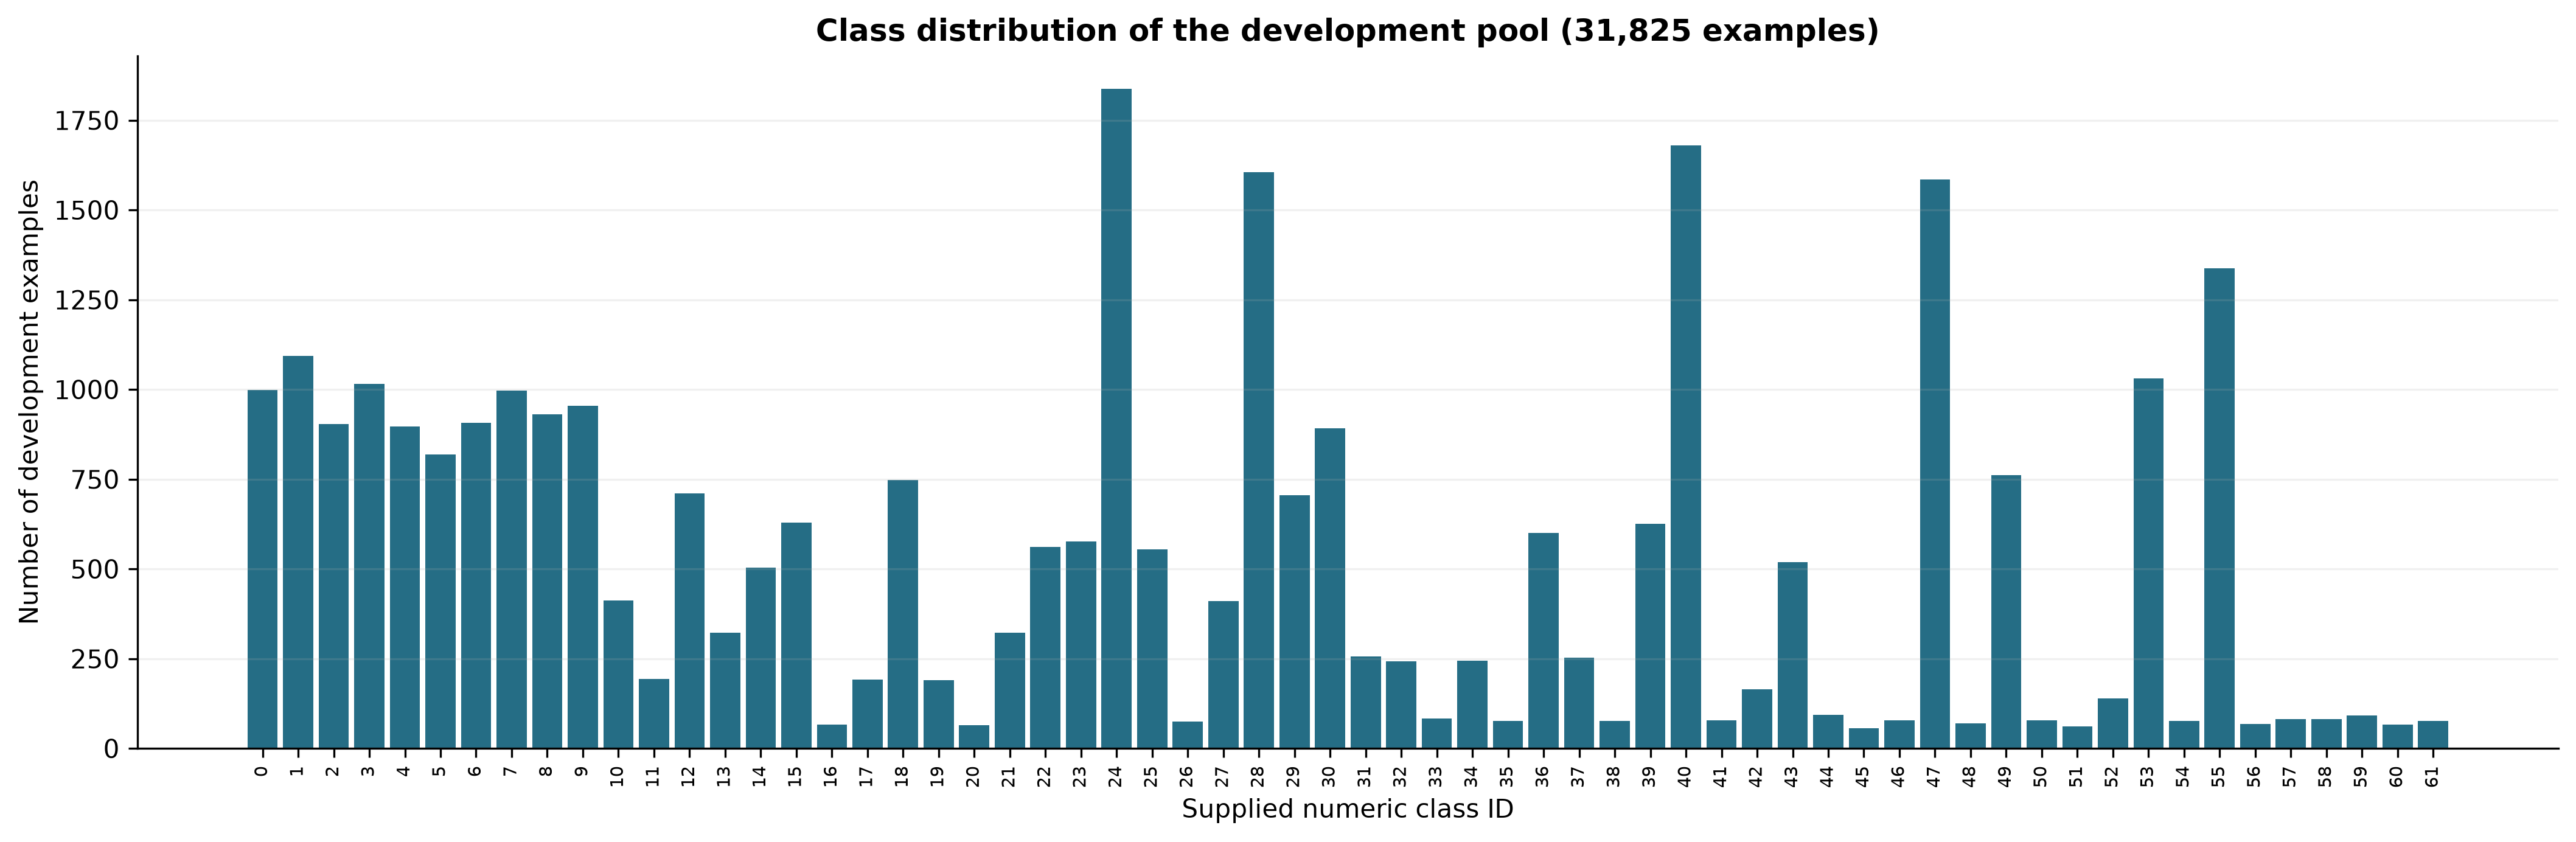 Class distribution of the development pool (31,825 examples)
Number of development examples
1750
1500
1250
1000
750
500
250
0
0 1 2 3 4 5 6 7 8 9 10 11 12 13 14 15 16 17 18 19 20 21 22 23 24 25 26 27 28 29 30 31 32 33 34 35 36 37 38 39 40 41 42 43 44 45 46 47 48 49 50 51 52 53 54 55 56 57 58 59 60 61
Supplied numeric class ID